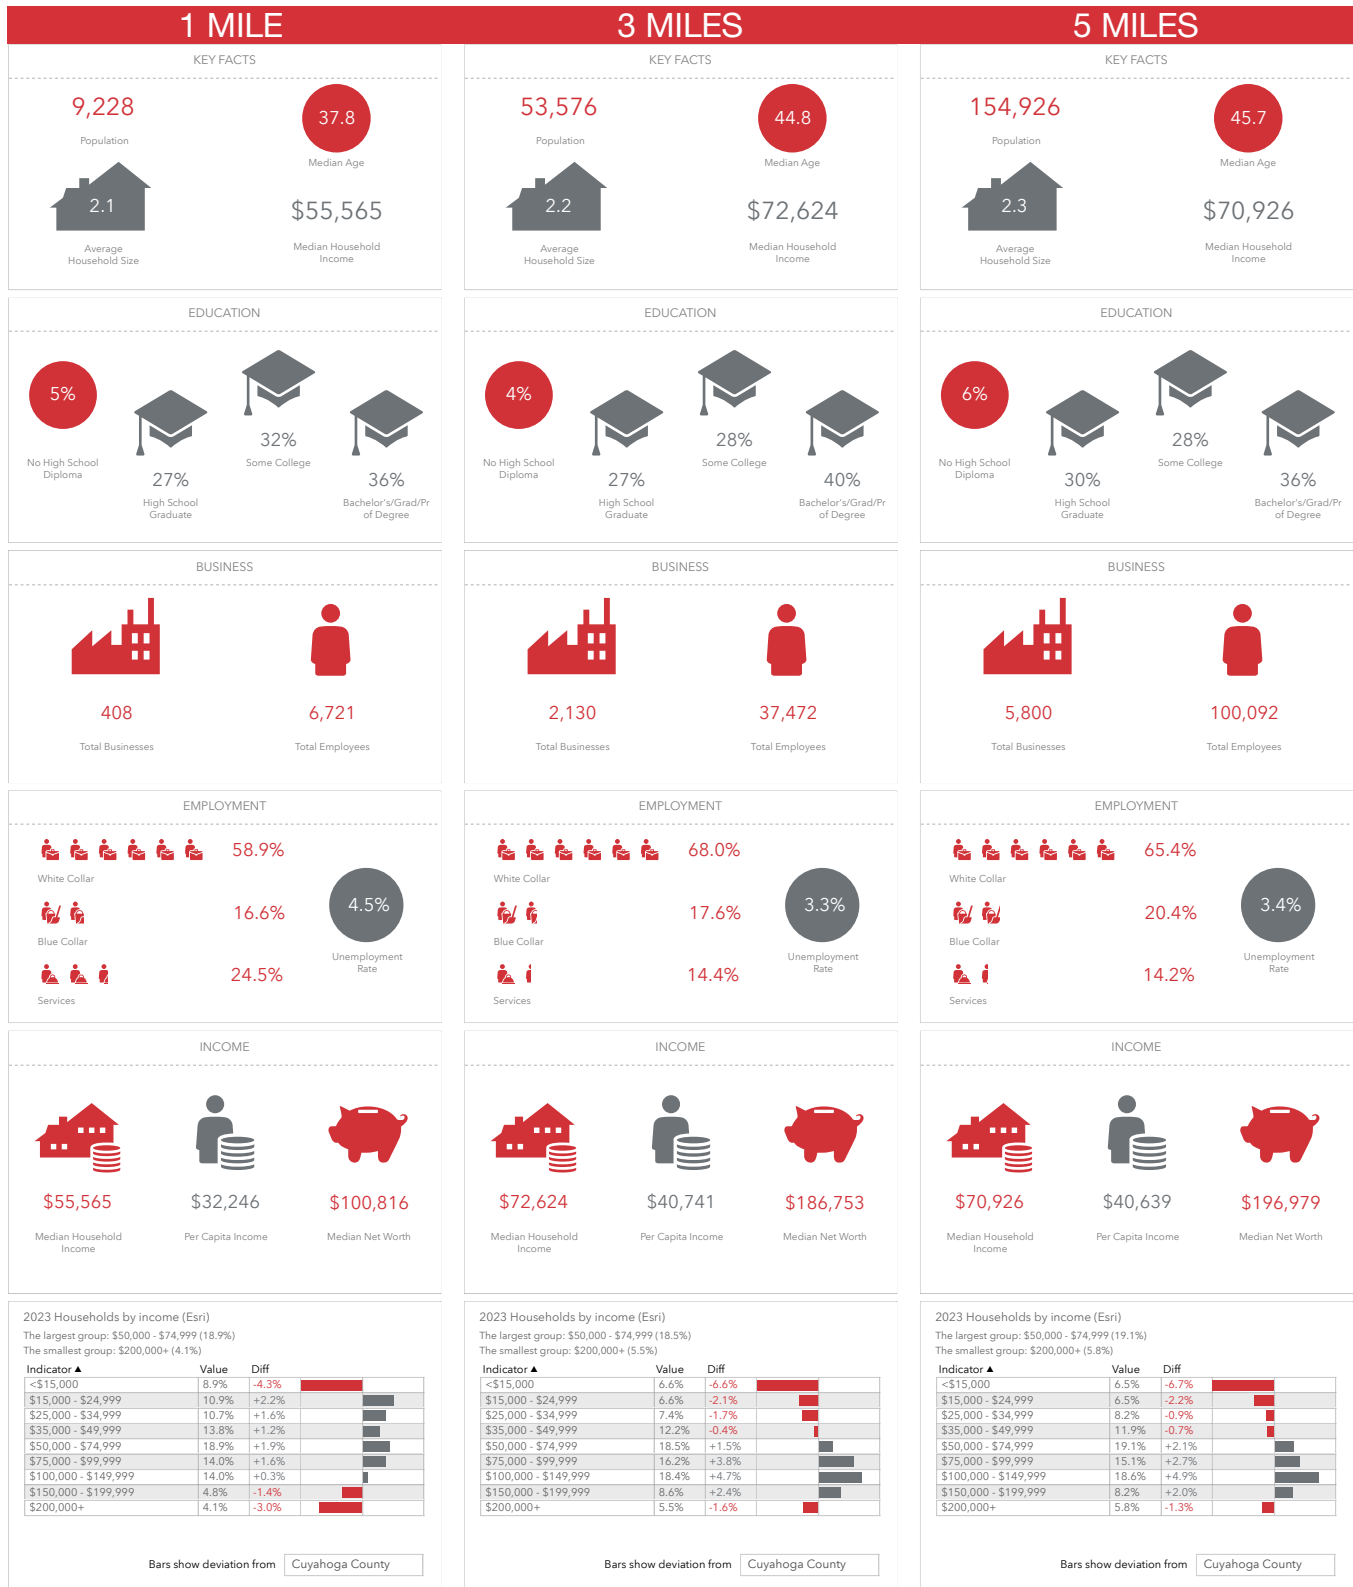 1 MILE
KEY FACTS
9,228
Population
37.8
Median Age
2.1
Average
Household Size
$55,565
Median Household
Income
EDUCATION
5%
No High School
Diploma
27%
High School
Graduate
32%
Some College
36%
Bachelor's/Grad/Pr
of Degree
BUSINESS
408
Total Businesses
6,721
Total Employees
EMPLOYMENT
58.9%
White Collar
16.6%
Blue Collar
24.5%
Services
4.5%
Unemployment
Rate
INCOME
$55,565
Median Household
Income
$32,246
Per Capita Income
$100,816
Median Net Worth
2023 Households by income (Esri)
The largest group: $50,000 - $74,999 (18.9%)
The smallest group: $200,000+ (4.1%)
Indicator ▲ Value Diff
<$15,000 8.9% -4.3%
$15,000 - $24,999 10.9% +2.2%
$25,000 - $34,999 10.7% +1.6%
$35,000 - $49,999 13.8% +1.2%
$50,000 - $74,999 18.9% +1.9%
$75,000 - $99,999 14.0% +1.6%
$100,000 - $149,999 14.0% +0.3%
$150,000 - $199,999 4.8% -1.4%
$200,000+ 4.1% -3.0%
Bars show deviation from Cuyahoga County
3 MILES
KEY FACTS
53,576
Population
44.8
Median Age
2.2
Average
Household Size
$72,624
Median Household
Income
EDUCATION
4%
No High School
Diploma
27%
High School
Graduate
28%
Some College
40%
Bachelor's/Grad/Pr
of Degree
BUSINESS
2,130
Total Businesses
37,472
Total Employees
EMPLOYMENT
68.0%
White Collar
17.6%
Blue Collar
14.4%
Services
3.3%
Unemployment
Rate
INCOME
$72,624
Median Household
Income
$40,741
Per Capita Income
$186,753
Median Net Worth
2023 Households by income (Esri)
The largest group: $50,000 - $74,999 (18.5%)
The smallest group: $200,000+ (5.5%)
Indicator ▲ Value Diff
<$15,000 6.6% -6.6%
$15,000 - $24,999 6.6% -2.1%
$25,000 - $34,999 7.4% -1.7%
$35,000 - $49,999 12.2% -0.4%
$50,000 - $74,999 18.5% +1.5%
$75,000 - $99,999 16.2% +3.8%
$100,000 - $149,999 18.4% +4.7%
$150,000 - $199,999 8.6% +2.4%
$200,000+ 5.5% -1.6%
Bars show deviation from Cuyahoga County
5 MILES
KEY FACTS
154,926
Population
45.7
Median Age
2.3
Average
Household Size
$70,926
Median Household
Income
EDUCATION
6%
No High School
Diploma
30%
High School
Graduate
28%
Some College
36%
Bachelor's/Grad/Pr
of Degree
BUSINESS
5,800
Total Businesses
100,092
Total Employees
EMPLOYMENT
65.4%
White Collar
20.4%
Blue Collar
14.2%
Services
3.4%
Unemployment
Rate
INCOME
$70,926
Median Household
Income
$40,639
Per Capita Income
$196,979
Median Net Worth
2023 Households by income (Esri)
The largest group: $50,000 - $74,999 (19.1%)
The smallest group: $200,000+ (5.8%)
Indicator ▲ Value Diff
<$15,000 6.5% -6.7%
$15,000 - $24,999 6.5% -2.2%
$25,000 - $34,999 8.2% -0.9%
$35,000 - $49,999 11.9% -0.7%
$50,000 - $74,999 19.1% +2.1%
$75,000 - $99,999 15.1% +2.7%
$100,000 - $149,999 18.6% +4.9%
$150,000 - $199,999 8.2% +2.0%
$200,000+ 5.8% -1.3%
Bars show deviation from Cuyahoga County